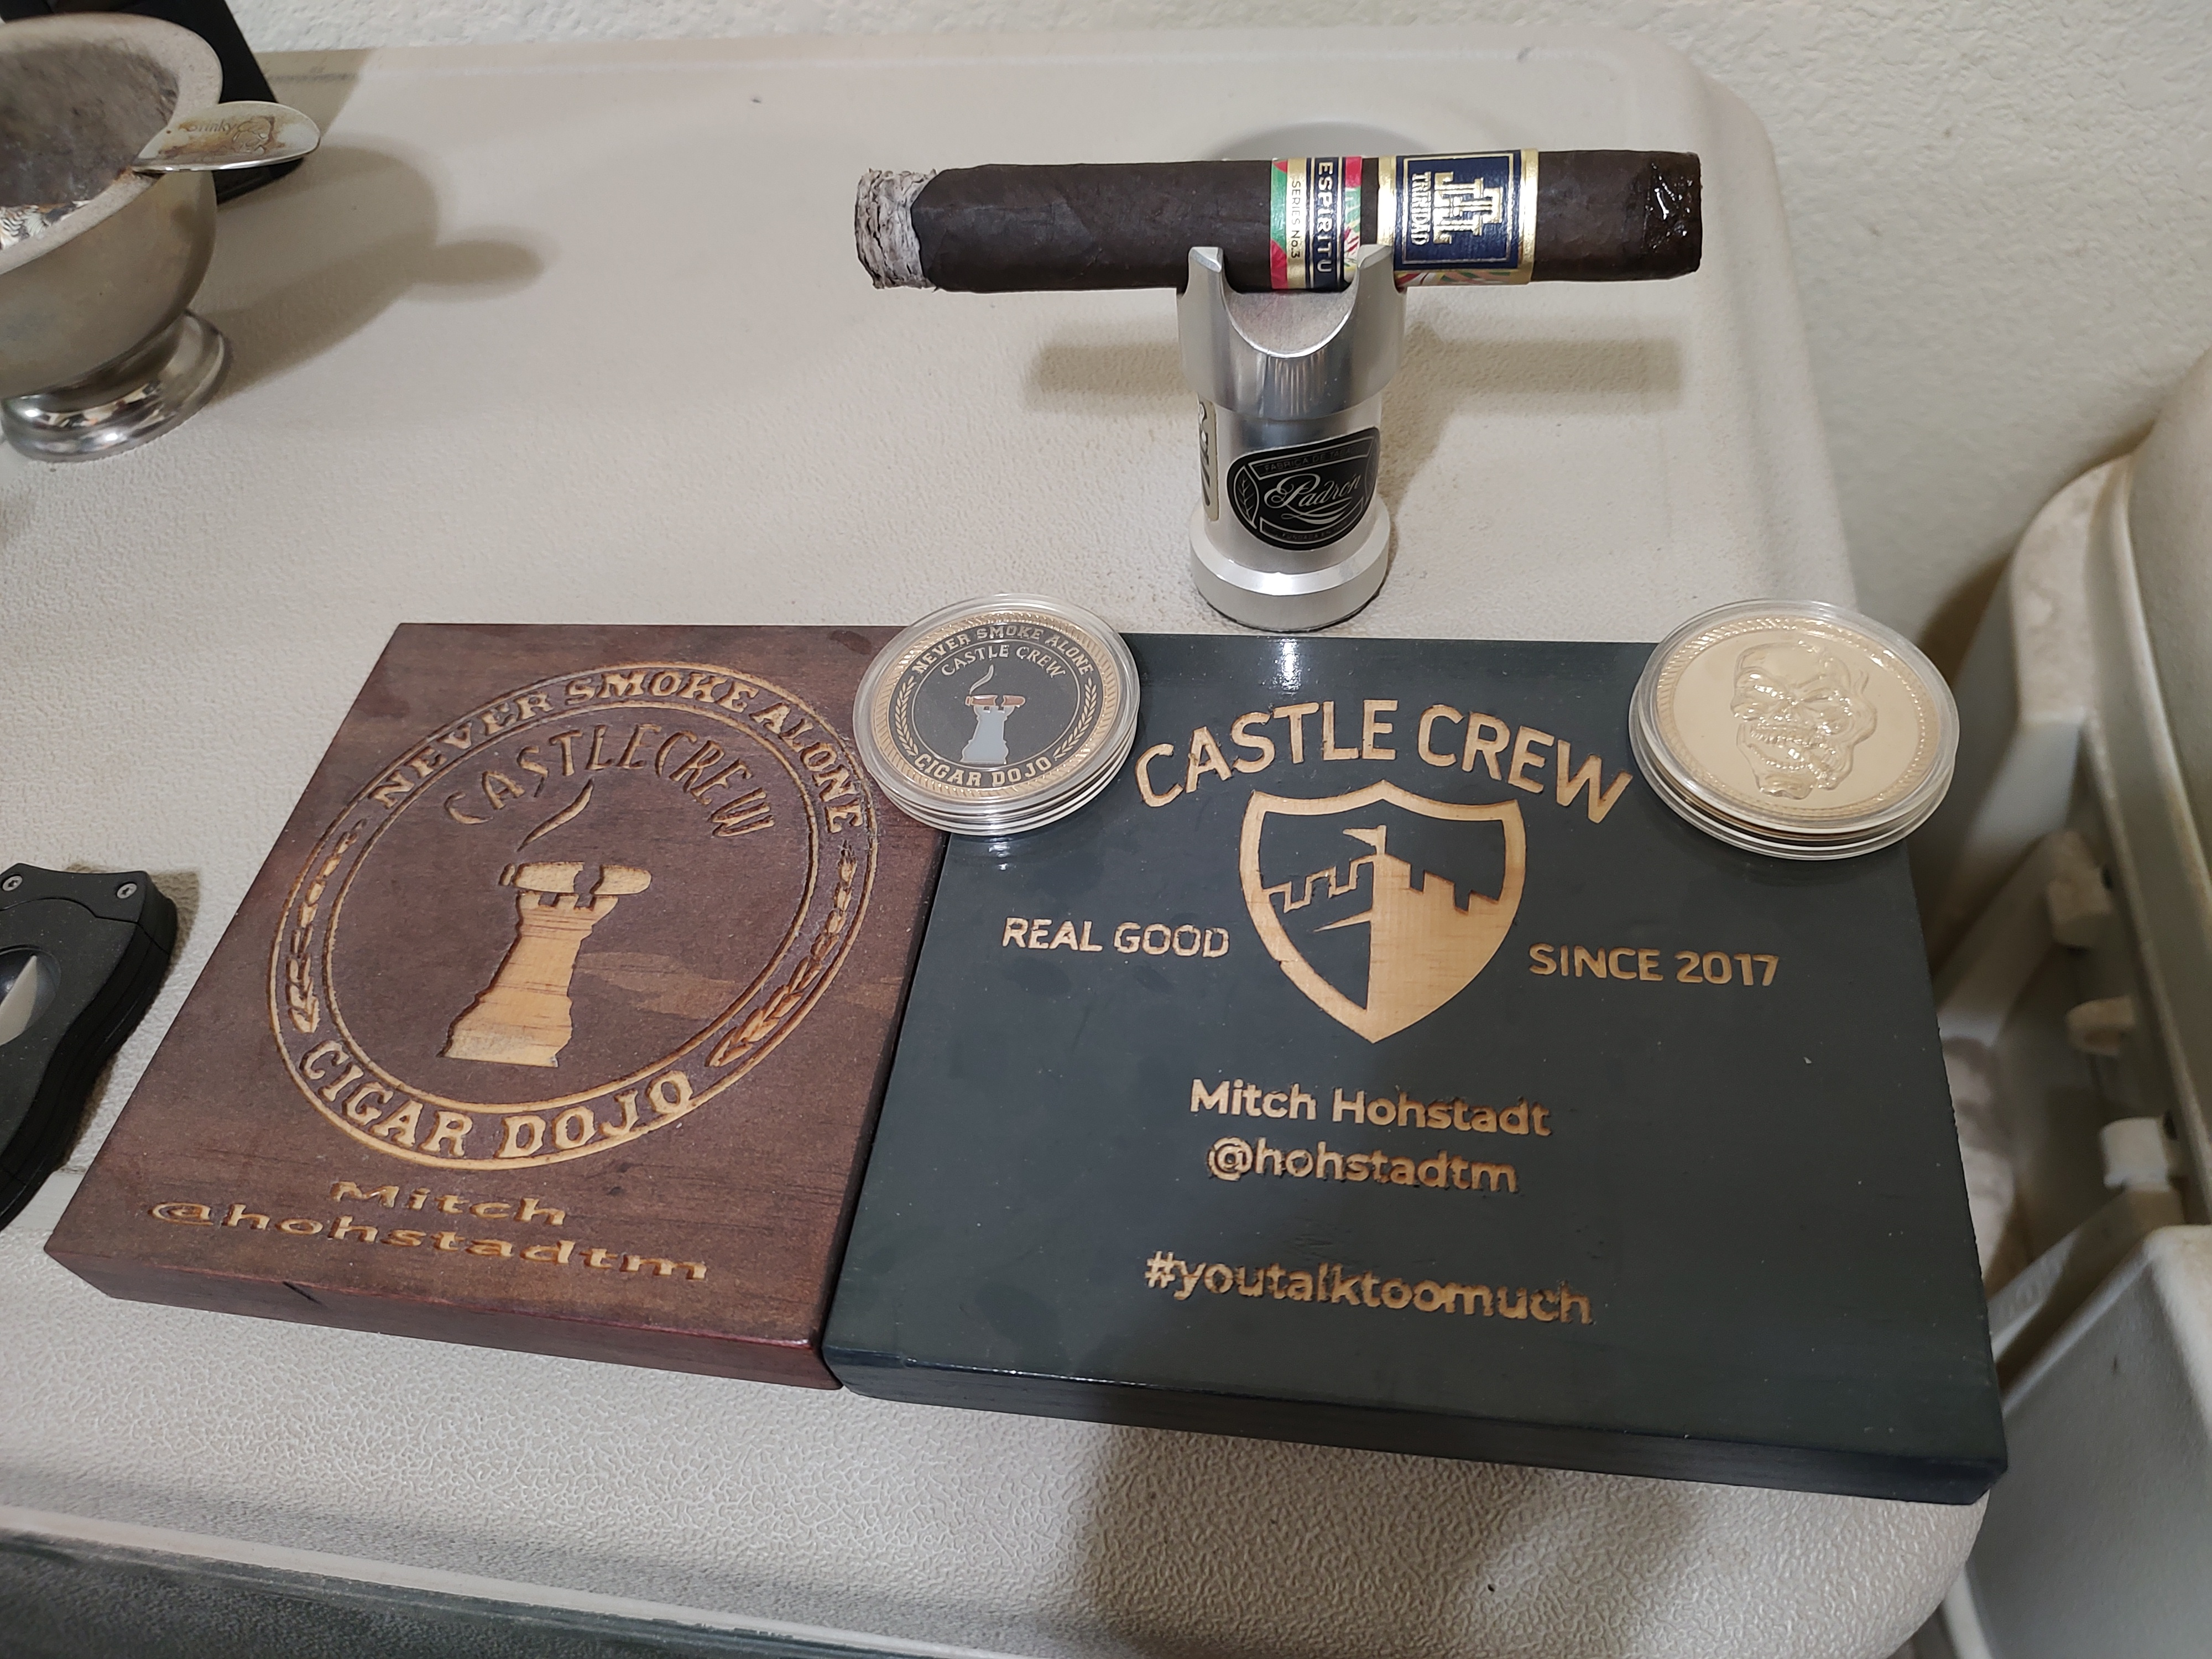 Stinky
ESPIRITU
SERIES No.3
TRINIDAD
Padron
NEVER SMOKE ALONE
CASTLE CREW
CIGAR DOJO
NEVER SMOKE ALONE
CASTLE CREW
CIGAR DOJO
Mitch
@hohstadtm
CASTLE CREW
REAL GOOD
SINCE 2017
Mitch Hohstadt
@hohstadtm
#youtalktoomuch